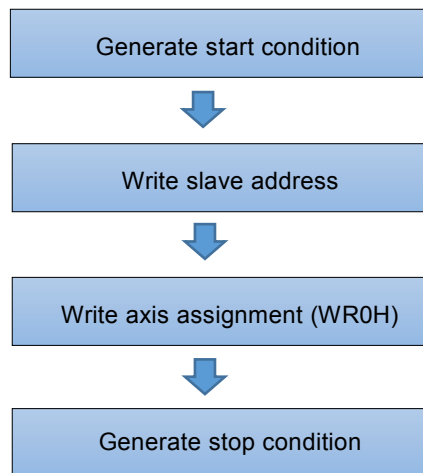 Generate start condition
Write slave address
Write axis assignment (WR0H)
Generate stop condition